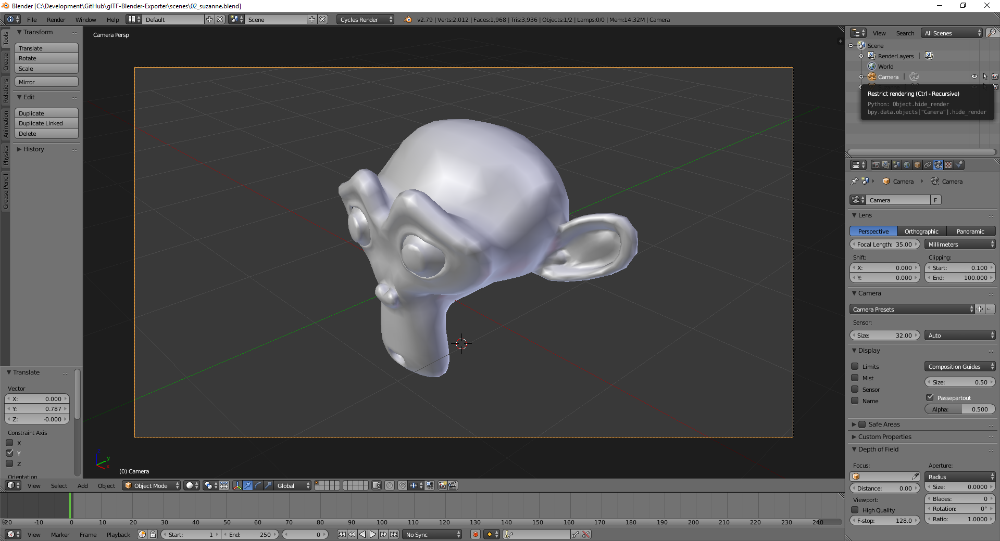 Blender [C:\Development\GitHub\glTF-Blender-Exporter\scenes\02_suzanne.blend]
File Render Window Help Default Scene Cycles Render v2.79 | Verts:2,012 | Faces:1,968 | Tris:3,936 | Objects:1/2 | Lamps:0/0 | Mem:14.32M | Camera
Tools
Create
Relations
Animation
Physics
Grease Pencil
Transform
Translate
Rotate
Scale
Mirror
Edit
Duplicate
Duplicate Linked
Delete
History
Translate
Vector
X: 0.000
Y: 0.787
Z: -0.000
Constraint Axis
X
Y
Z
Orientation
Camera Persp
z
y
x
(0) Camera
View Select Add Object Object Mode Global
-20 -10 0 10 20 30 40 50 60 70 80 90 100 110 120 130 140 150 160 170 180 190 200 210 220 230 240
View Marker Frame Playback Start: 1 End: 250 0 No Sync
View Search All Scenes
Scene
RenderLayers |
World
Camera |
Restrict rendering (Ctrl - Recursive)
Python: Object.hide_render
bpy.data.objects["Camera"].hide_render
Camera Camera
Camera F
Lens
Perspective Orthographic Panoramic
Focal Length: 35.00 Millimeters
Shift: Clipping:
X: 0.000 Start: 0.100
Y: 0.000 End: 100.000
Camera
Camera Presets
Sensor:
Size: 32.00 Auto
Display
Limits Composition Guides
Mist Size: 0.50
Sensor Passepartout
Name Alpha: 0.500
Safe Areas
Custom Properties
Depth of Field
Focus: Aperture:
Radius
Distance: 0.00 Size: 0.0000
Viewport: Blades: 0
High Quality Rotation: 0°
F-stop: 128.0 Ratio: 1.0000